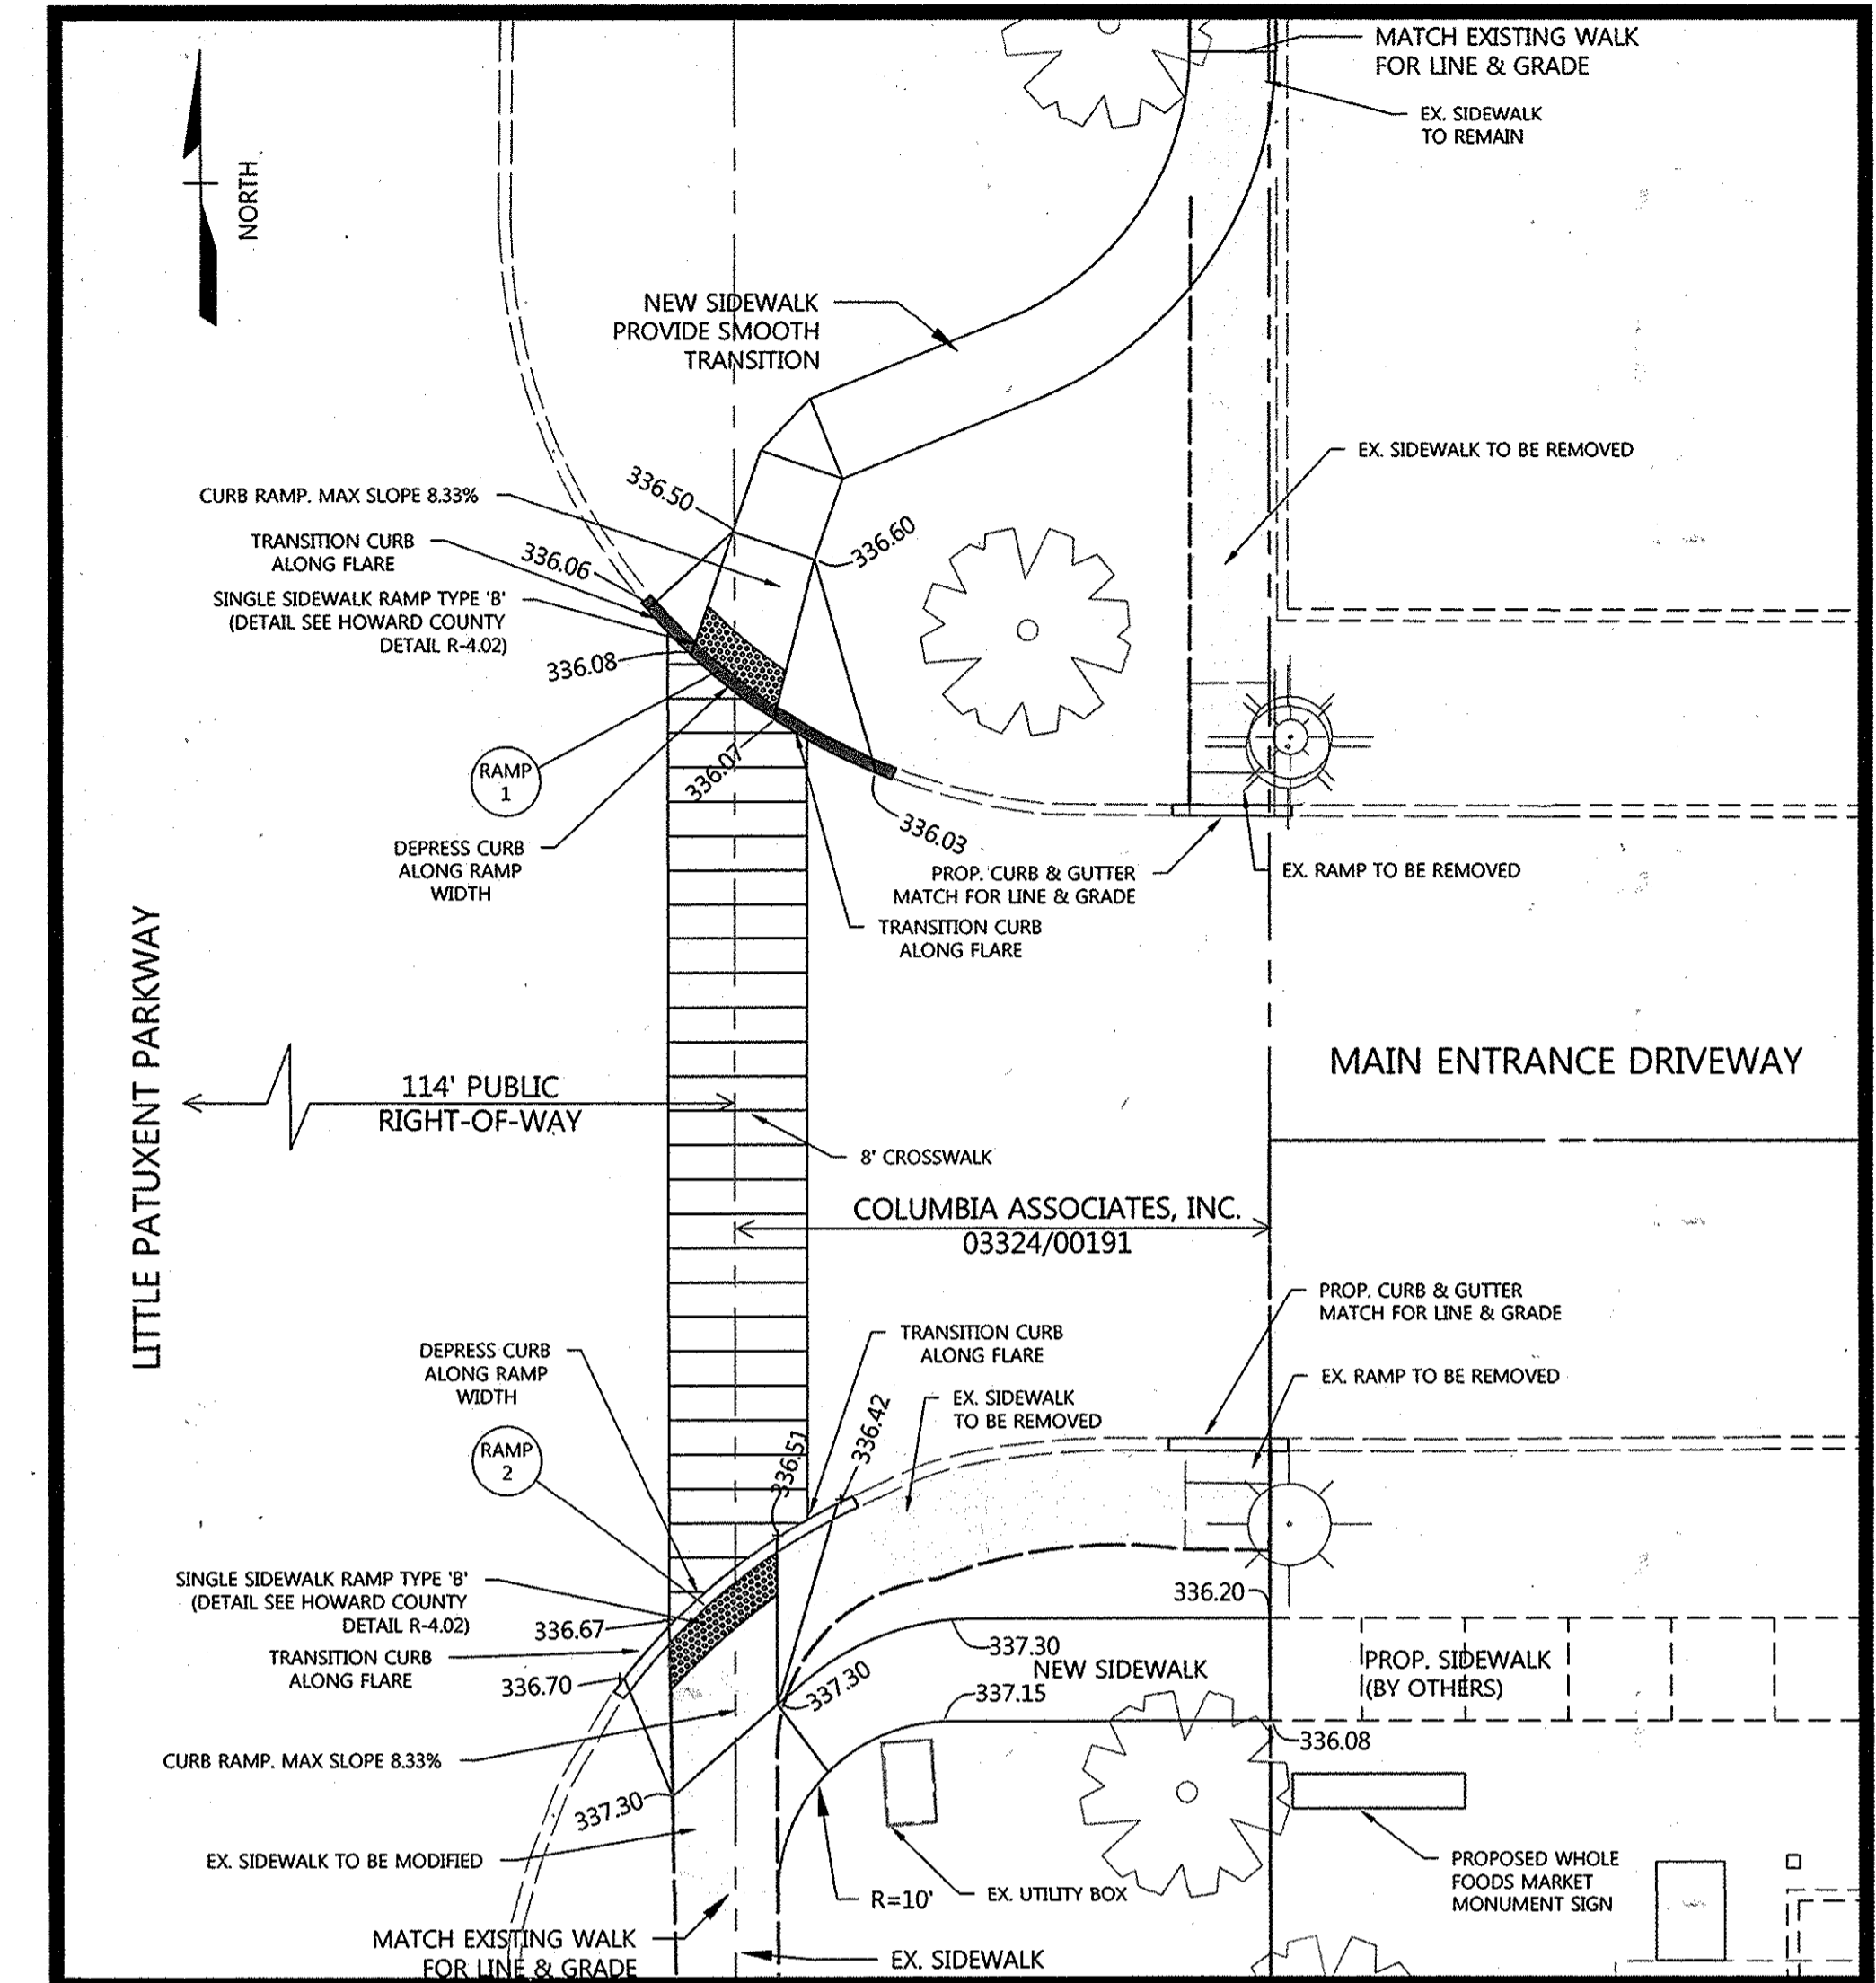 MATCH EXISTING WALK
FOR LINE & GRADE
EX. SIDEWALK
TO REMAIN
NORTH
NEW SIDEWALK
PROVIDE SMOOTH
TRANSITION
EX. SIDEWALK TO BE REMOVED
CURB RAMP. MAX SLOPE 8.33%
336.50
TRANSITION CURB
ALONG FLARE
336.06
336.60
SINGLE SIDEWALK RAMP TYPE 'B'
(DETAIL SEE HOWARD COUNTY
DETAIL R-4.02)
336.08
RAMP
1
336.07
336.03
DEPRESS CURB
ALONG RAMP
WIDTH
PROP. CURB & GUTTER
MATCH FOR LINE & GRADE
EX. RAMP TO BE REMOVED
TRANSITION CURB
ALONG FLARE
LITTLE PATUXENT PARKWAY
114' PUBLIC
RIGHT-OF-WAY
MAIN ENTRANCE DRIVEWAY
8' CROSSWALK
COLUMBIA ASSOCIATES, INC.
03324/00191
PROP. CURB & GUTTER
MATCH FOR LINE & GRADE
TRANSITION CURB
ALONG FLARE
DEPRESS CURB
ALONG RAMP
WIDTH
EX. RAMP TO BE REMOVED
EX. SIDEWALK
TO BE REMOVED
336.42
336.51
RAMP
2
SINGLE SIDEWALK RAMP TYPE 'B'
(DETAIL SEE HOWARD COUNTY
DETAIL R-4.02)
336.67
336.20
TRANSITION CURB
ALONG FLARE
336.70
337.30
337.30
NEW SIDEWALK
337.15
PROP. SIDEWALK
(BY OTHERS)
336.08
CURB RAMP. MAX SLOPE 8.33%
337.30
EX. SIDEWALK TO BE MODIFIED
R=10'
EX. UTILITY BOX
PROPOSED WHOLE
FOODS MARKET
MONUMENT SIGN
MATCH EXISTING WALK
FOR LINE & GRADE
EX. SIDEWALK